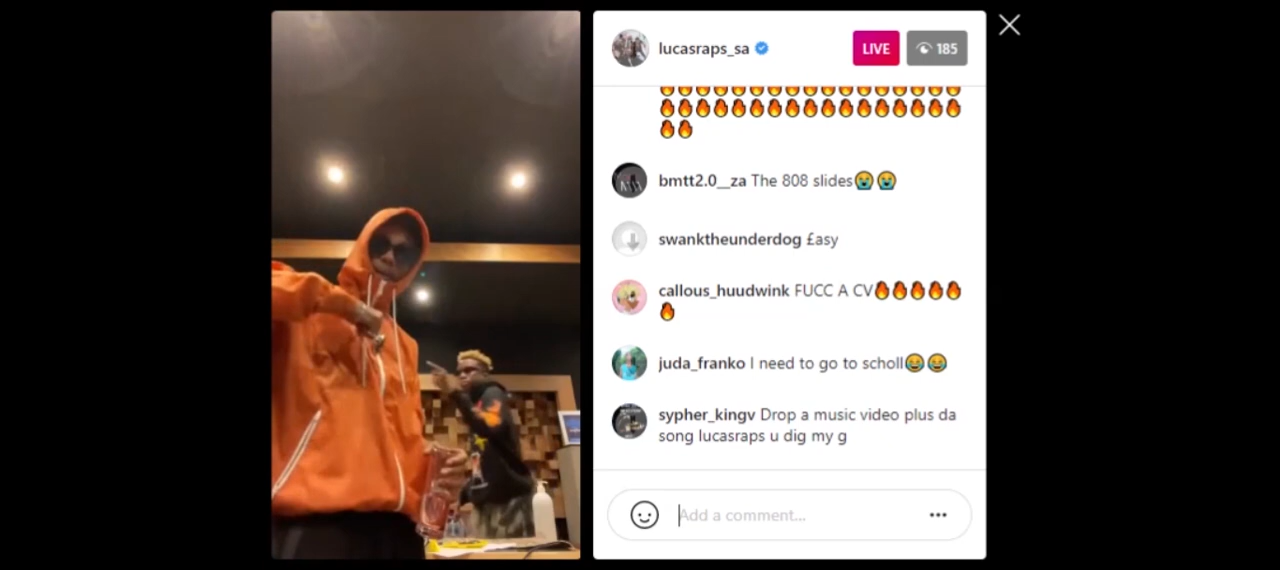 lucasraps_sa
LIVE
185
🔥🔥🔥🔥🔥🔥🔥🔥🔥🔥🔥🔥🔥🔥🔥🔥🔥
🔥🔥🔥🔥🔥🔥🔥🔥🔥🔥🔥🔥🔥🔥🔥🔥🔥
🔥🔥
bmtt2.0__za The 808 slides😭😭
swanktheunderdog £asy
callous_huudwink FUCC A CV🔥🔥🔥🔥🔥
🔥
juda_franko I need to go to scholl😂😂
sypher_kingv Drop a music video plus da
song lucasraps u dig my g
Add a comment...